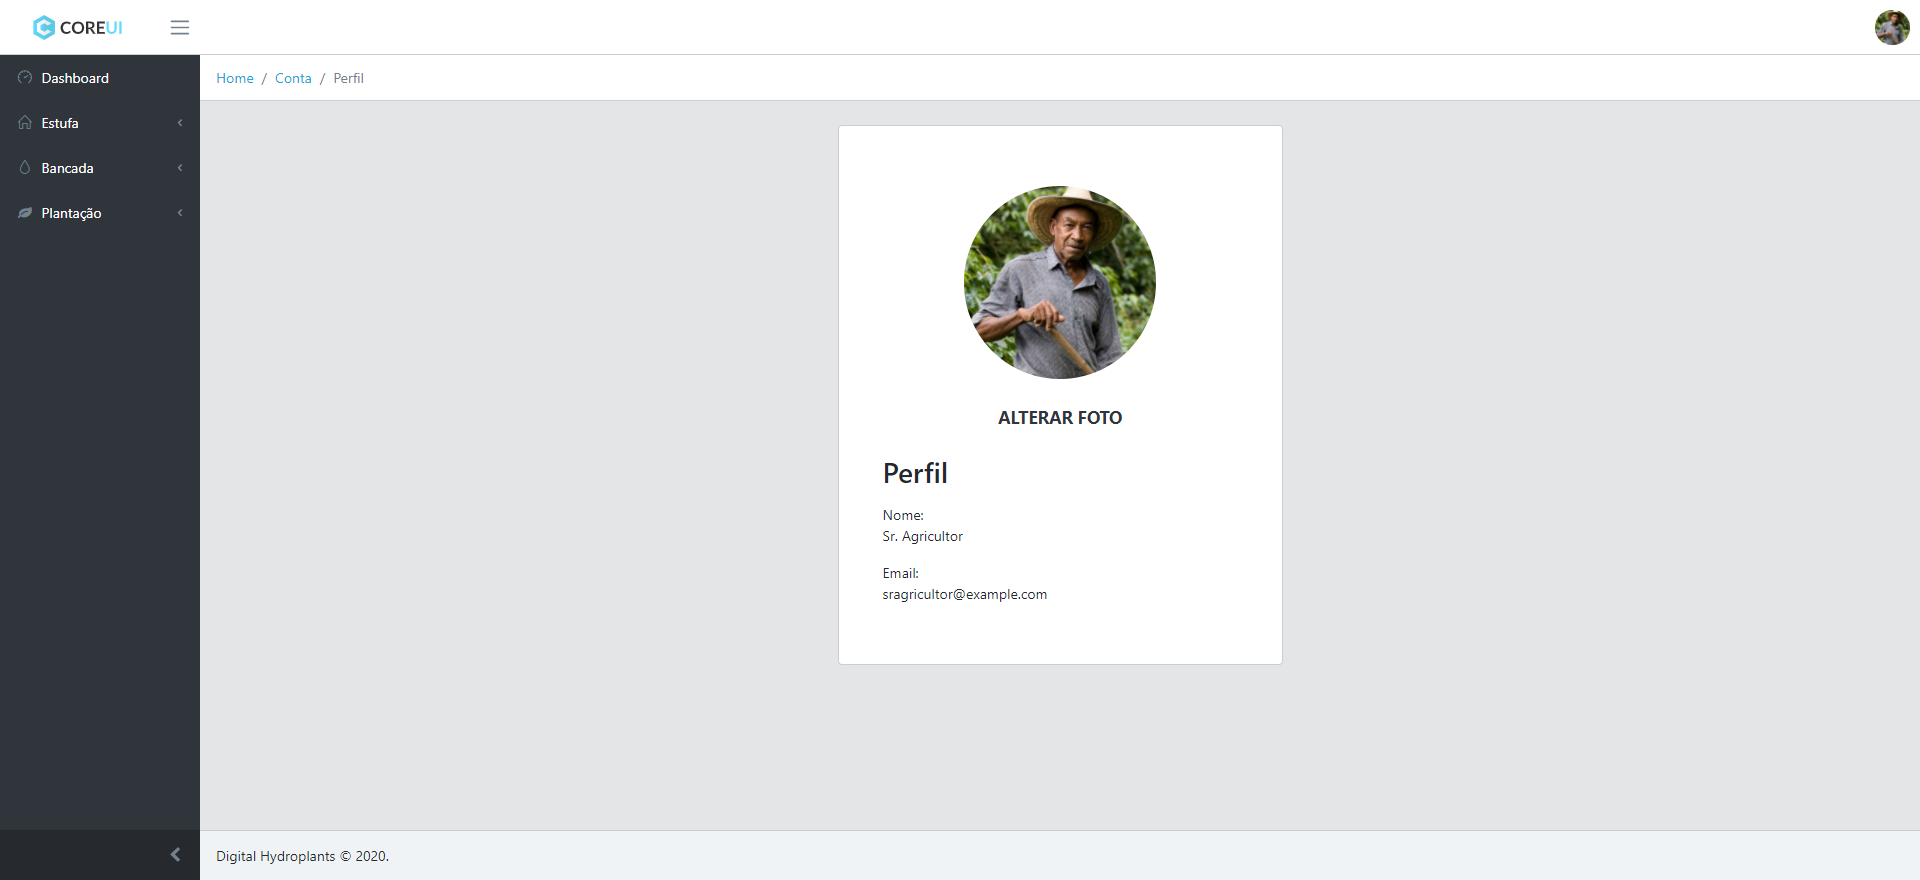 COREUI
Dashboard
Estufa
Bancada
Plantação
Home / Conta / Perfil
ALTERAR FOTO
Perfil
Nome:
Sr. Agricultor
Email:
sragricultor@example.com
Digital Hydroplants © 2020.